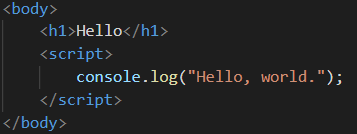 <body>
    <h1>Hello</h1>
    <script>
        console.log("Hello, world.");
    </script>
</body>